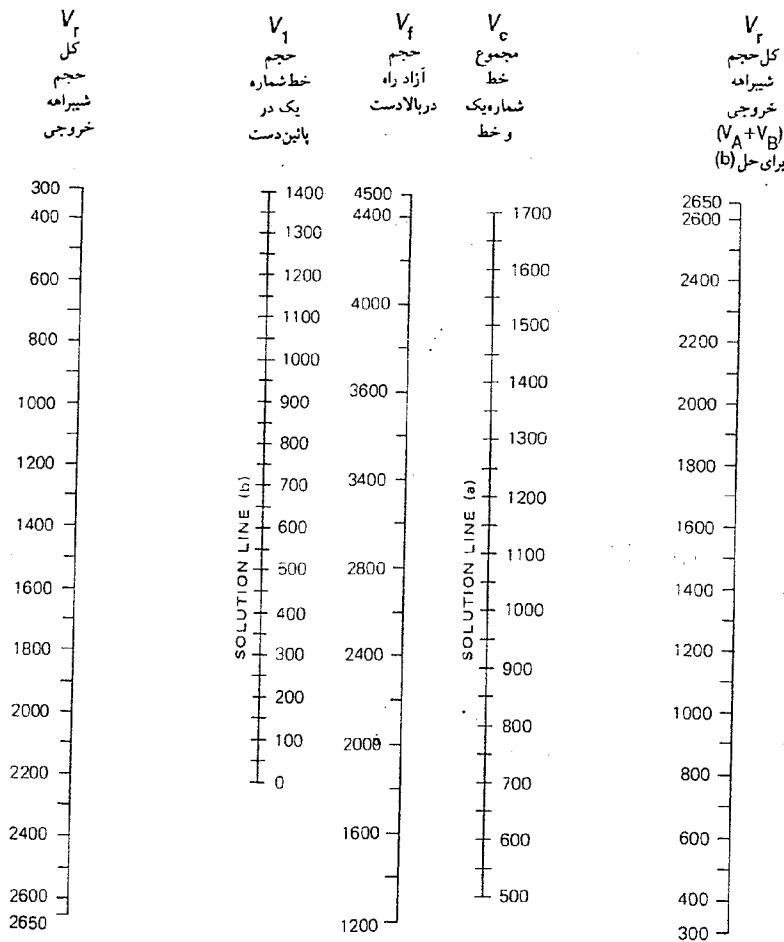 V_r
کل
حجم
شیبراهه
خروجی
V_1
حجم
خط شماره
یک در
پائین دست
V_f
حجم
آزاد راه
دربالادست
V_c
مجموع
خط
شماره یک
و خط
V_r
کل حجم
شیبراهه
خروجی
(V_A+V_B)
برای حل (b)
300
400
600
800
1000
1200
1400
1600
1800
2000
2200
2400
2600
2650
SOLUTION LINE (b)
1400
1300
1200
1100
1000
900
800
700
600
500
400
300
200
100
0
4500
4400
4000
3600
3400
2800
2400
2000
1600
1200
SOLUTION LINE (a)
1700
1600
1500
1400
1300
1200
1100
1000
900
800
700
600
500
2650
2600
2400
2200
2000
1800
1600
1400
1200
1000
800
600
400
300